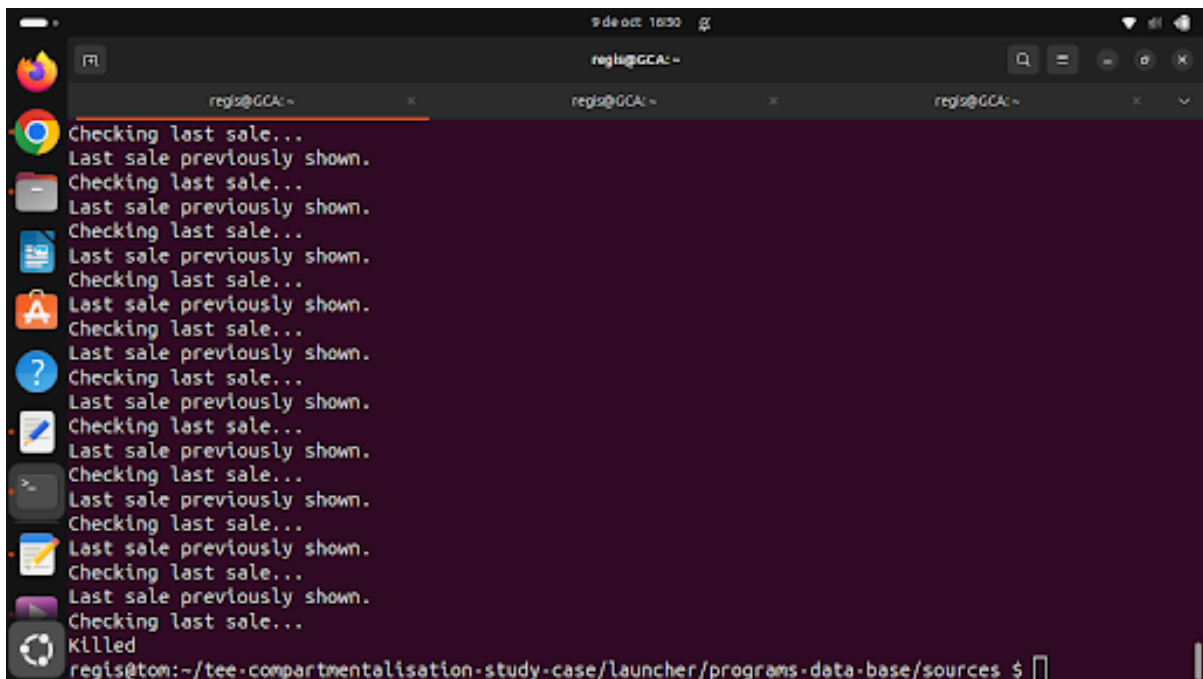 9 de oct 16:30
regis@GCA: ~
regis@GCA: ~
regis@GCA: ~
regis@GCA: ~
Checking last sale...
Last sale previously shown.
Checking last sale...
Last sale previously shown.
Checking last sale...
Last sale previously shown.
Checking last sale...
Last sale previously shown.
Checking last sale...
Last sale previously shown.
Checking last sale...
Last sale previously shown.
Checking last sale...
Last sale previously shown.
Checking last sale...
Last sale previously shown.
Checking last sale...
Last sale previously shown.
Checking last sale...
Last sale previously shown.
Checking last sale...
Killed
regis@tom:~/tee-compartmentalisation-study-case/launcher/programs-data-base/sources $